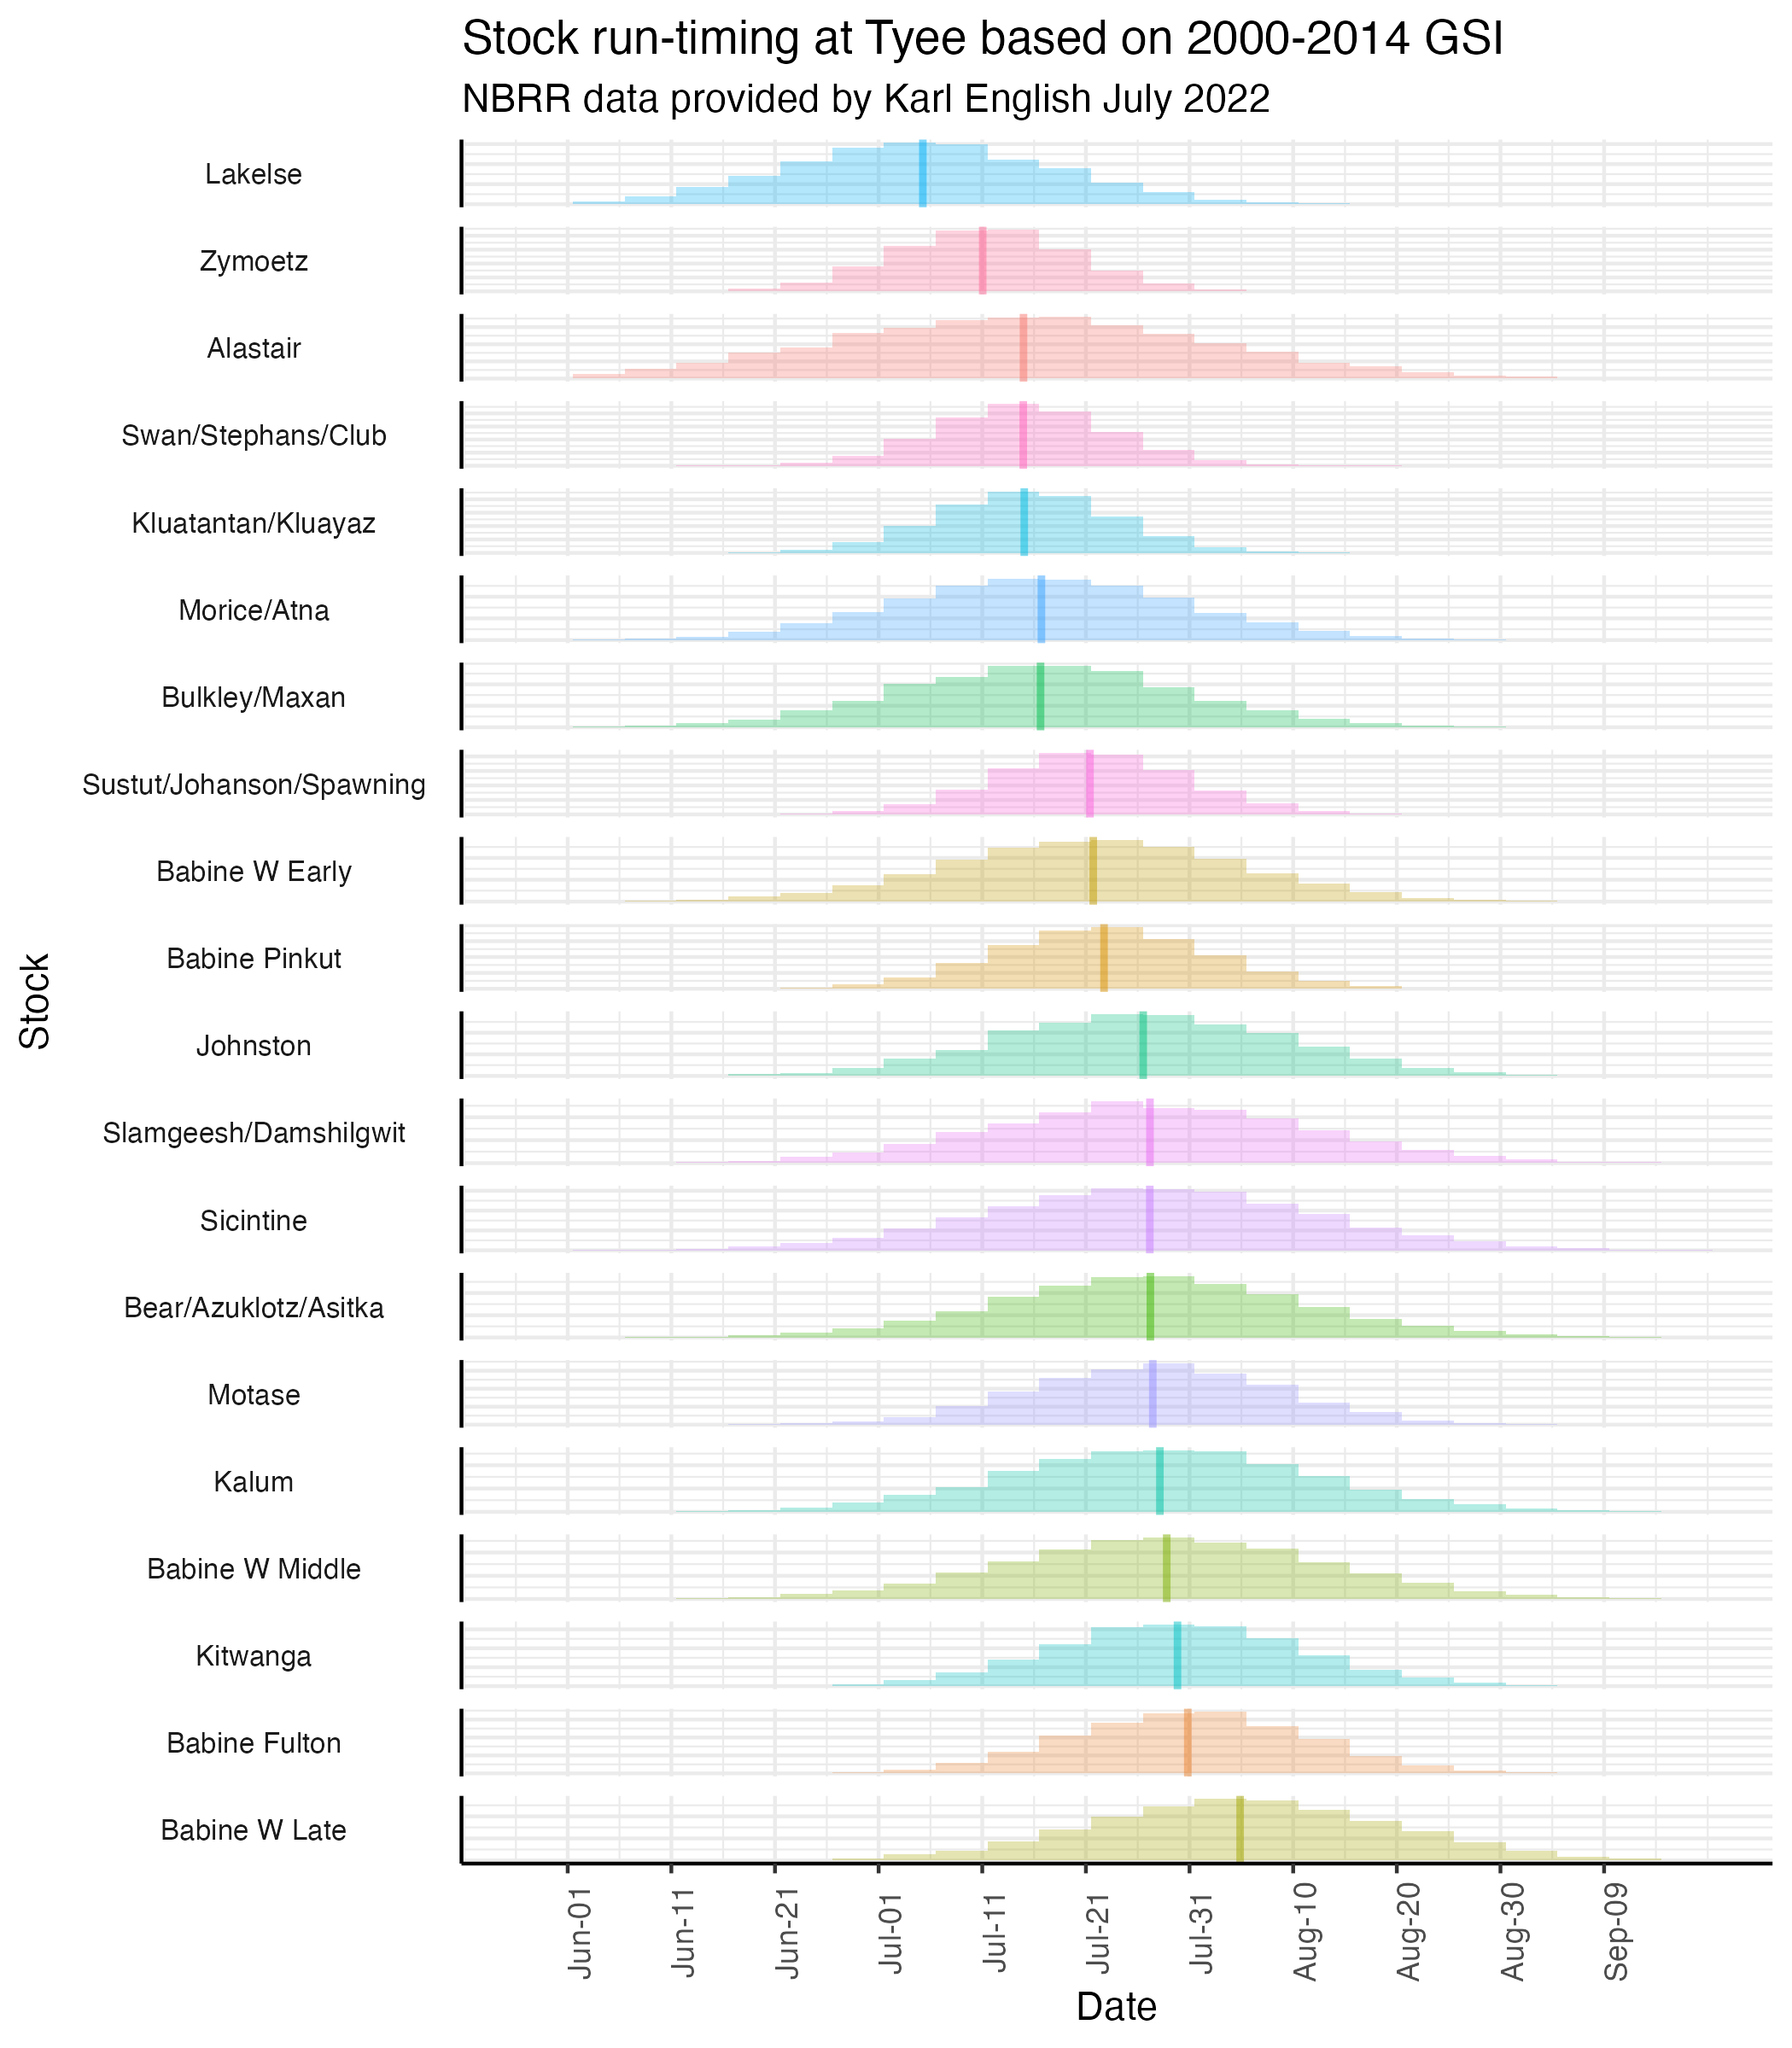 Stock run-timing at Tyee based on 2000-2014 GSI
NBRR data provided by Karl English July 2022
Lakelse
Zymoetz
Alastair
Swan/Stephans/Club
Kluatantan/Kluayaz
Morice/Atna
Bulkley/Maxan
Sustut/Johanson/Spawning
Babine W Early
Babine Pinkut
Johnston
Slamgeesh/Damshilgwit
Sicintine
Bear/Azuklotz/Asitka
Motase
Kalum
Babine W Middle
Kitwanga
Babine Fulton
Babine W Late
Stock
Jun-01
Jun-11
Jun-21
Jul-01
Jul-11
Jul-21
Jul-31
Aug-10
Aug-20
Aug-30
Sep-09
Date